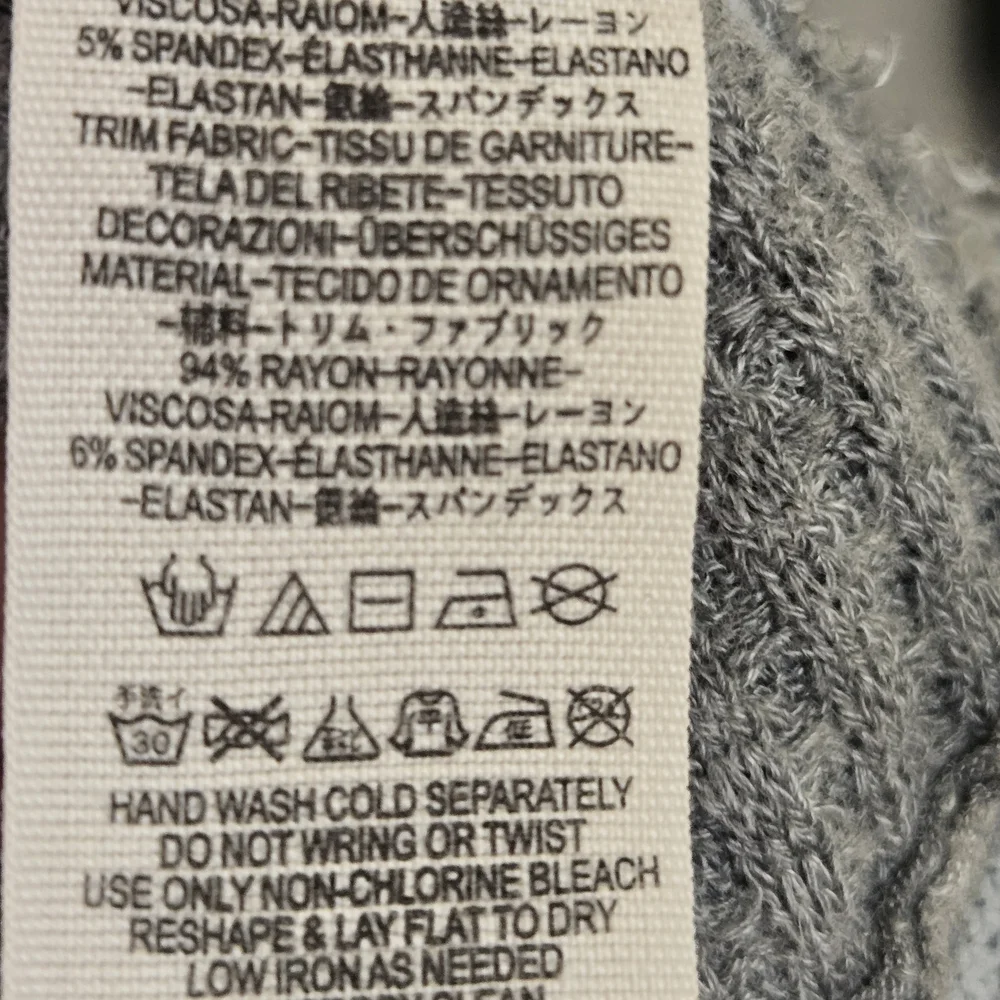 VISCOSA-RAIOM-人造絲-レーヨン
5% SPANDEX-ÉLASTHANNE-ELASTANO
-ELASTAN-氨綸-スパンデックス
TRIM FABRIC-TISSU DE GARNITURE-
TELA DEL RIBETE-TESSUTO
DECORAZIONI-ÜBERSCHÜSSIGES
MATERIAL-TECIDO DE ORNAMENTO
-輔料-トリム・ファブリック
94% RAYON-RAYONNE-
VISCOSA-RAIOM-人造絲-レーヨン
6% SPANDEX-ÉLASTHANNE-ELASTANO
-ELASTAN-氨綸-スパンデックス
手洗イ
30
平
低
HAND WASH COLD SEPARATELY
DO NOT WRING OR TWIST
USE ONLY NON-CHLORINE BLEACH
RESHAPE & LAY FLAT TO DRY
LOW IRON AS NEEDED
DRY CLEAN